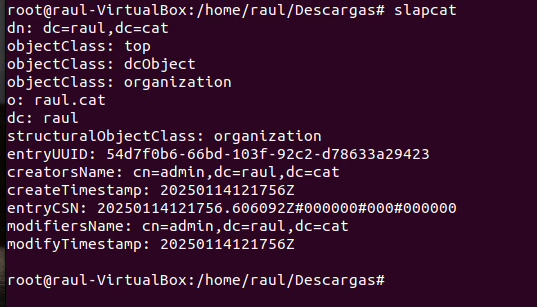 root@raul-VirtualBox:/home/raul/Descargas# slapcat
dn: dc=raul,dc=cat
objectClass: top
objectClass: dcObject
objectClass: organization
o: raul.cat
dc: raul
structuralObjectClass: organization
entryUUID: 54d7f0b6-66bd-103f-92c2-d78633a29423
creatorsName: cn=admin,dc=raul,dc=cat
createTimestamp: 20250114121756Z
entryCSN: 20250114121756.606092Z#000000#000#000000
modifiersName: cn=admin,dc=raul,dc=cat
modifyTimestamp: 20250114121756Z
root@raul-VirtualBox:/home/raul/Descargas#